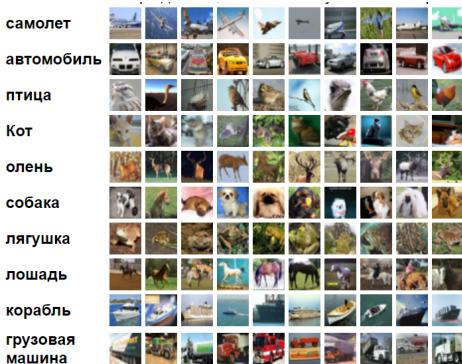 самолет
автомобиль
птица
Кот
олень
собака
лягушка
лошадь
корабль
грузовая
машина